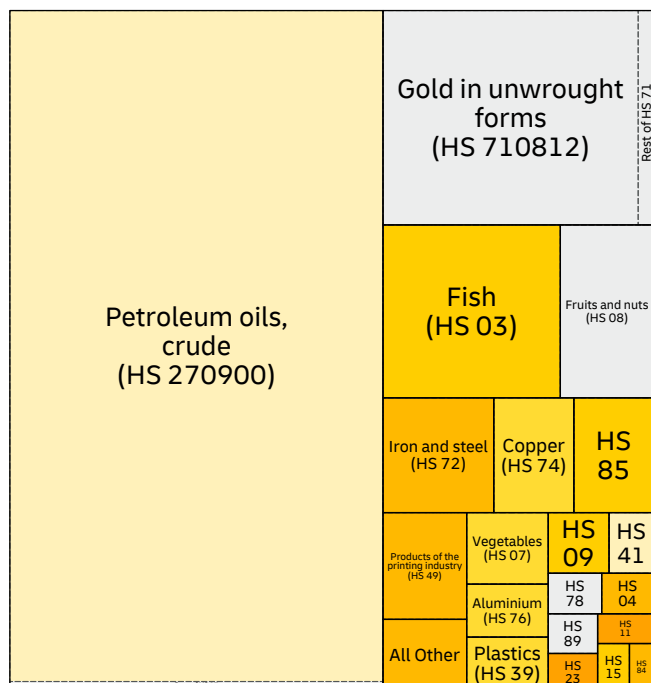 Petroleum oils,
crude
(HS 270900)
Gold in unwrought
forms
(HS 710812)
Rest of HS 71
Fish
(HS 03)
Fruits and nuts
(HS 08)
Iron and steel
(HS 72)
Copper
(HS 74)
HS
85
Products of the
printing industry
(HS 49)
Vegetables
(HS 07)
HS
09
HS
41
Aluminium
(HS 76)
HS
78
HS
04
All Other
Plastics
(HS 39)
HS
89
HS
11
HS
23
HS
15
HS
84